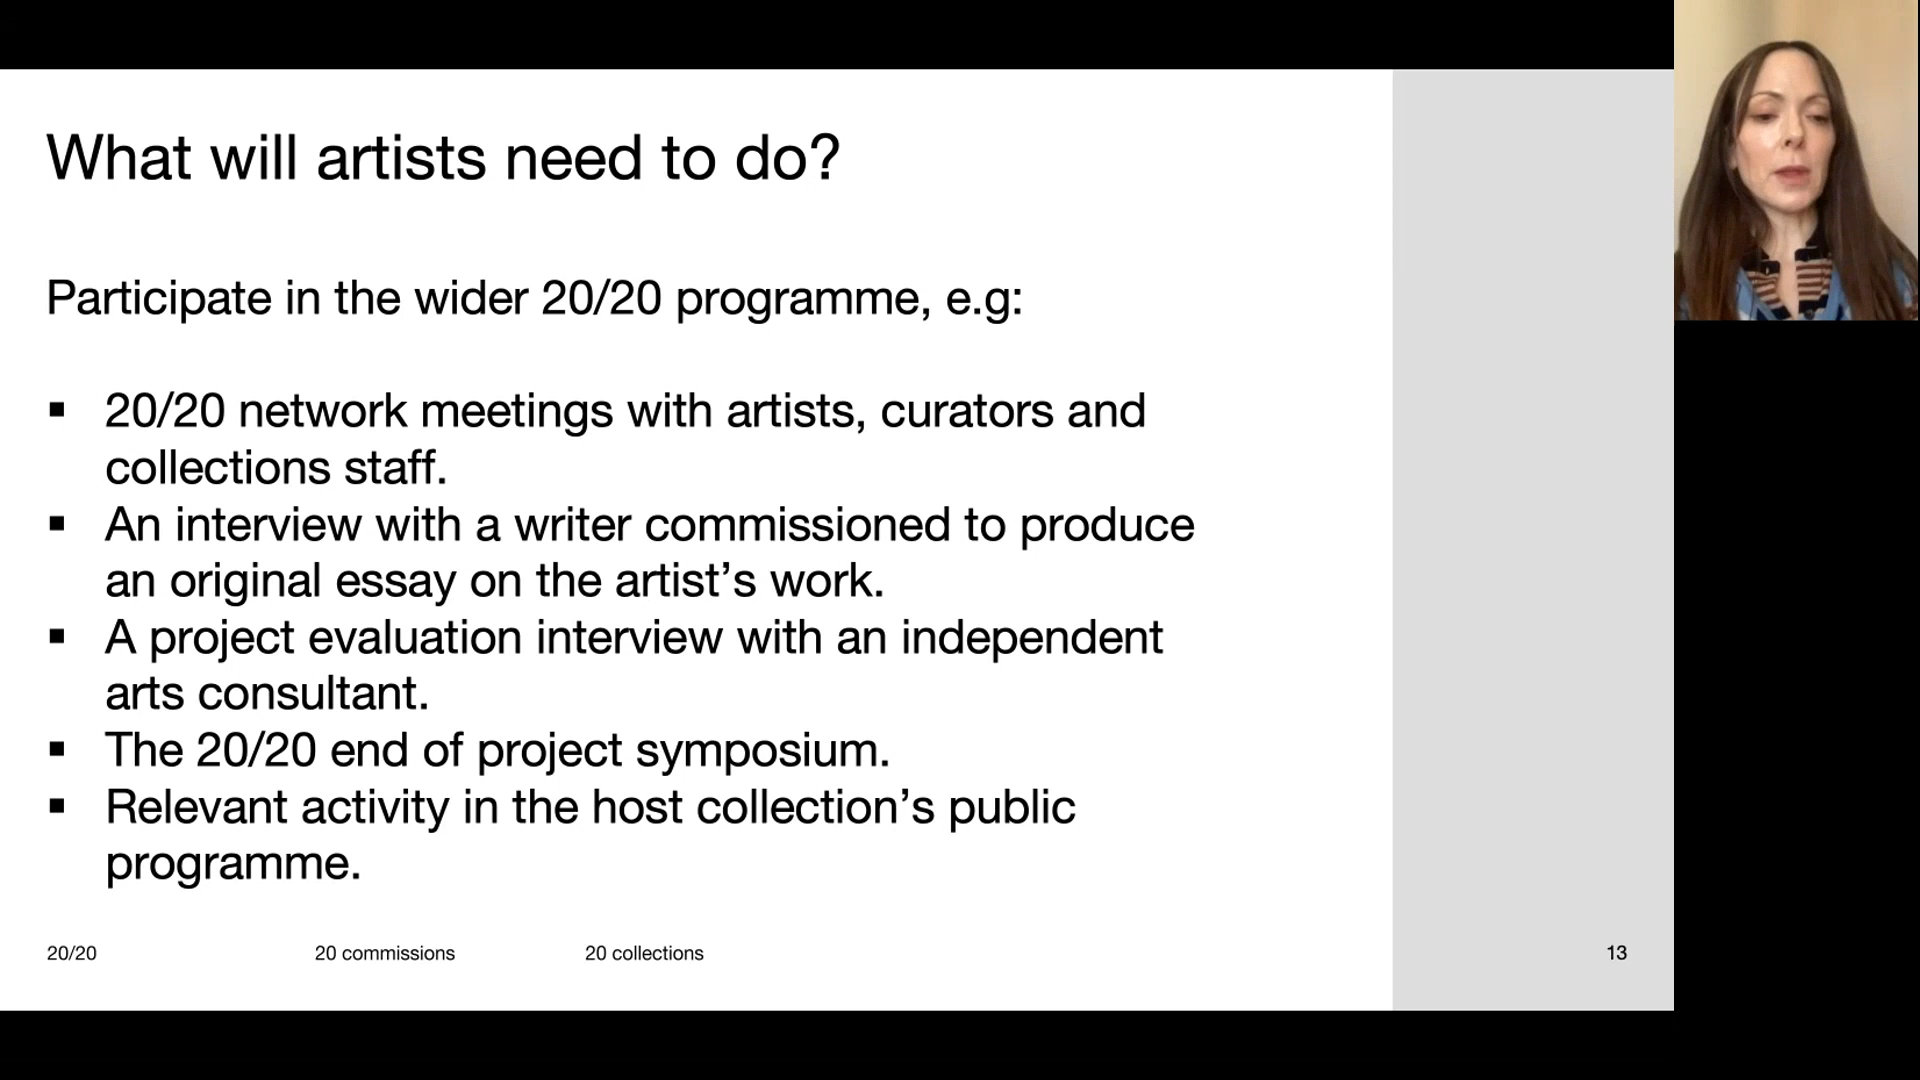 What will artists need to do?
Participate in the wider 20/20 programme, e.g:
▪ 20/20 network meetings with artists, curators and
collections staff.
▪ An interview with a writer commissioned to produce
an original essay on the artist’s work.
▪ A project evaluation interview with an independent
arts consultant.
▪ The 20/20 end of project symposium.
▪ Relevant activity in the host collection’s public
programme.
20/20 20 commissions 20 collections 13